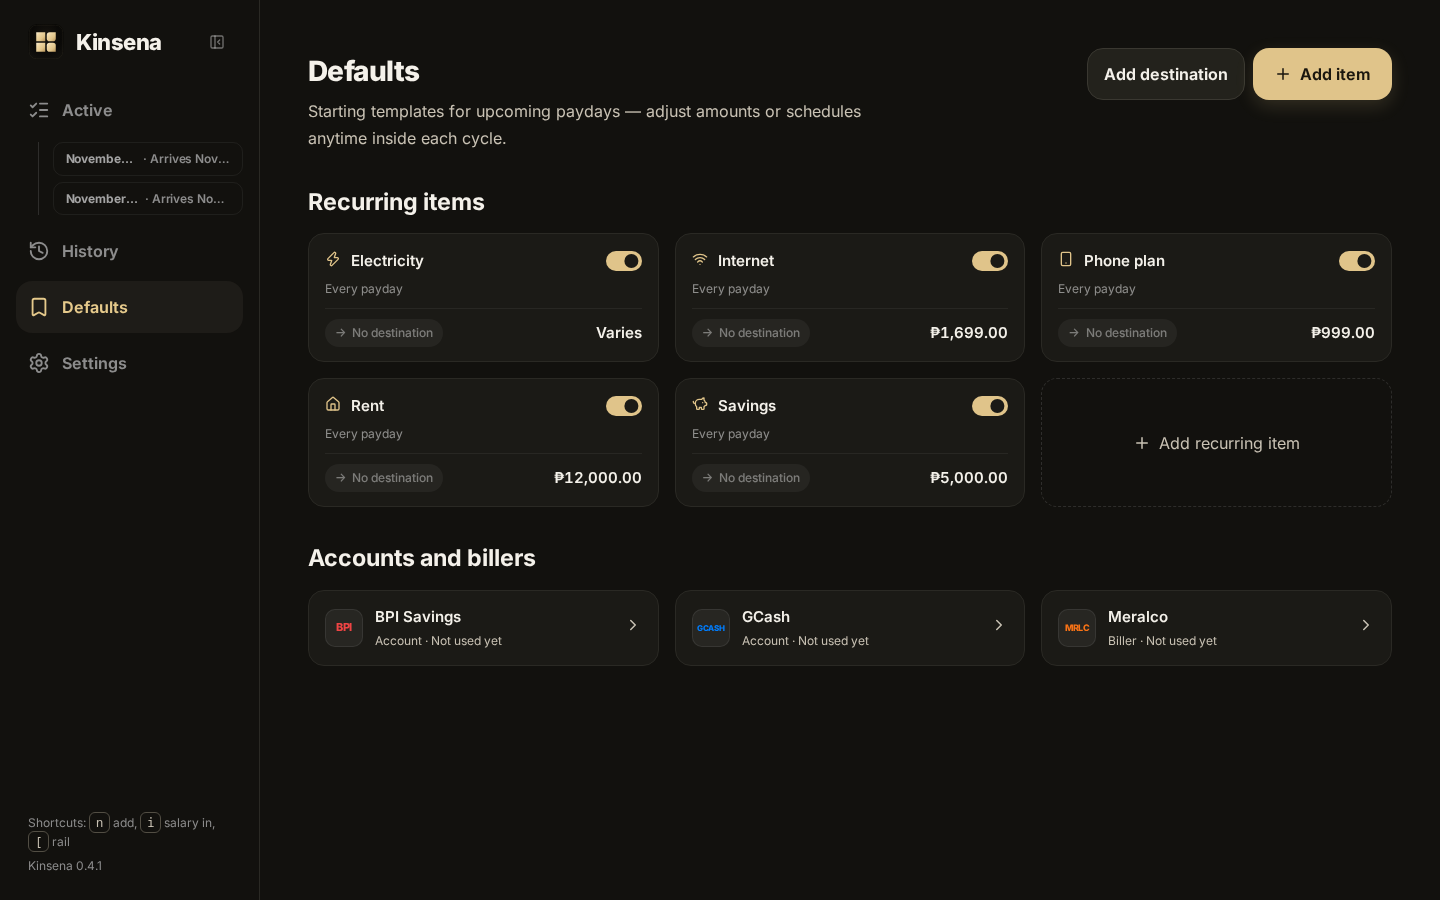 Kinsena
Active
Novembe... · Arrives Nov...
November... · Arrives No...
History
Defaults
Settings
Shortcuts: n add, i salary in,
[ rail
Kinsena 0.4.1
Defaults
Starting templates for upcoming paydays — adjust amounts or schedules
anytime inside each cycle.
Add destination
+ Add item
Recurring items
Electricity
Every payday
→ No destination
Varies
Internet
Every payday
→ No destination
₱1,699.00
Phone plan
Every payday
→ No destination
₱999.00
Rent
Every payday
→ No destination
₱12,000.00
Savings
Every payday
→ No destination
₱5,000.00
+ Add recurring item
Accounts and billers
BPI
BPI Savings
Account · Not used yet
GCASH
GCash
Account · Not used yet
MRLC
Meralco
Biller · Not used yet